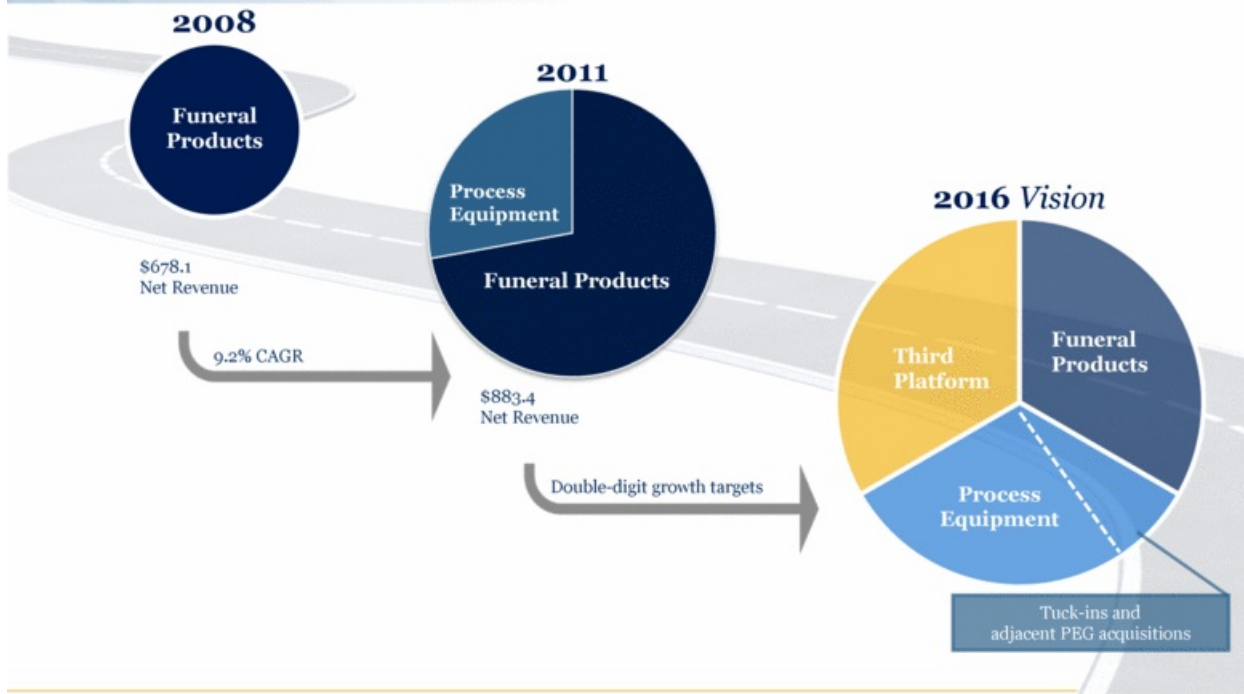 2008
Funeral
Products
$678.1
Net Revenue
9.2% CAGR
2011
Process
Equipment
Funeral Products
$883.4
Net Revenue
Double-digit growth targets
2016 Vision
Third
Platform
Funeral
Products
Process
Equipment
Tuck-ins and
adjacent PEG acquisitions